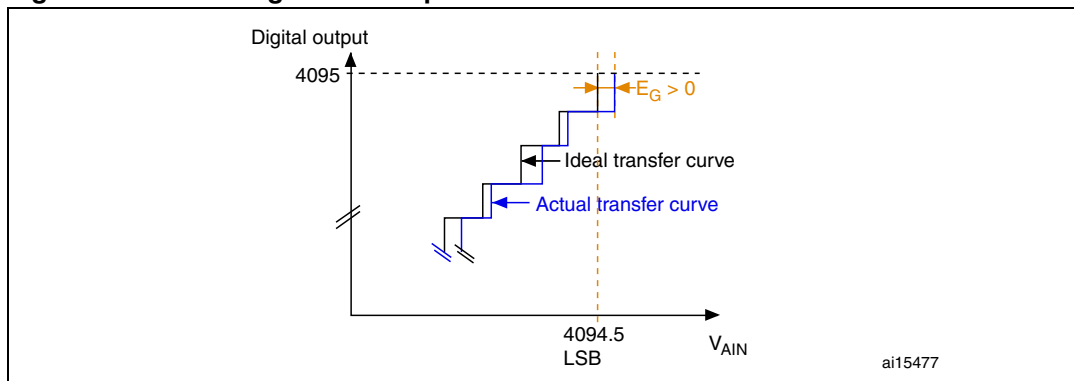 Digital output
4095
E_G > 0
Ideal transfer curve
Actual transfer curve
4094.5
LSB
V_AIN
ai15477